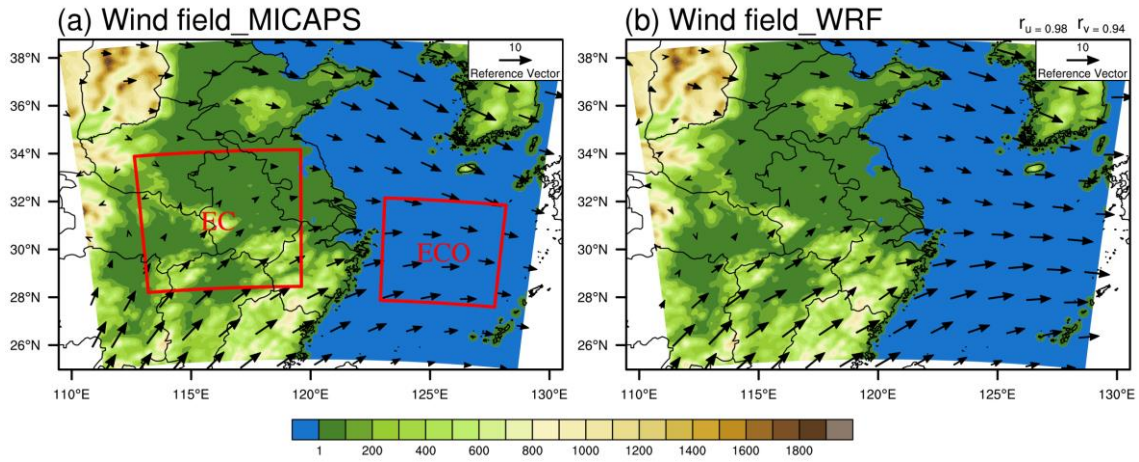 (a) Wind field_MICAPS
(b) Wind field_WRF
r_u = 0.98 r_v = 0.94
10
Reference Vector
10
Reference Vector
38°N
36°N
34°N
32°N
30°N
28°N
26°N
EC
ECO
38°N
36°N
34°N
32°N
30°N
28°N
26°N
110°E 115°E 120°E 125°E 130°E
110°E 115°E 120°E 125°E 130°E
1 200 400 600 800 1000 1200 1400 1600 1800